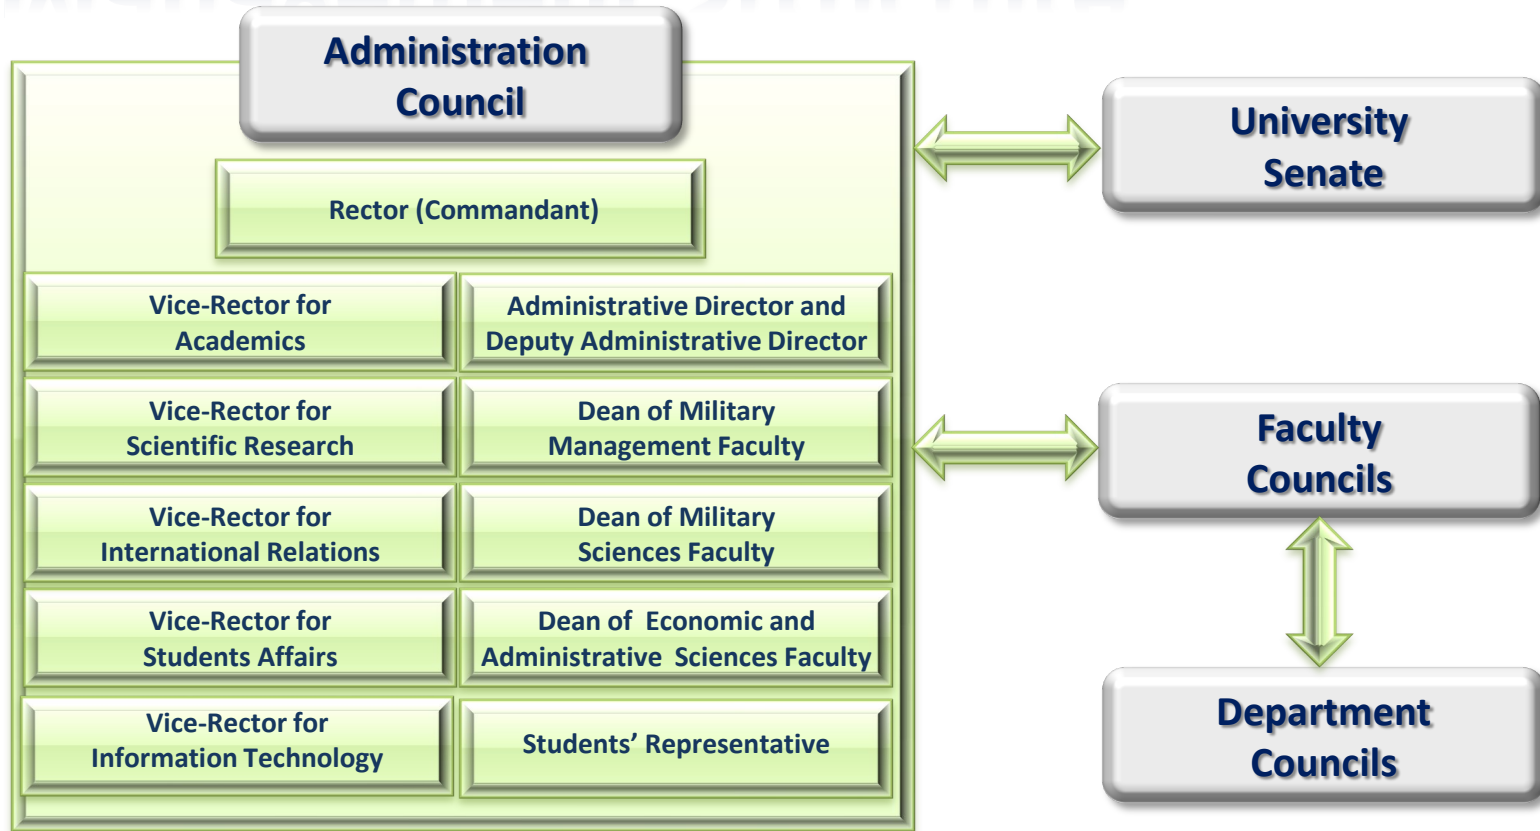 Administration
Council
University
Senate
Rector (Commandant)
Vice-Rector for
Academics
Administrative Director and
Deputy Administrative Director
Vice-Rector for
Scientific Research
Dean of Military
Management Faculty
Faculty
Councils
Vice-Rector for
International Relations
Dean of Military
Sciences Faculty
Vice-Rector for
Students Affairs
Dean of Economic and
Administrative Sciences Faculty
Vice-Rector for
Information Technology
Students’ Representative
Department
Councils